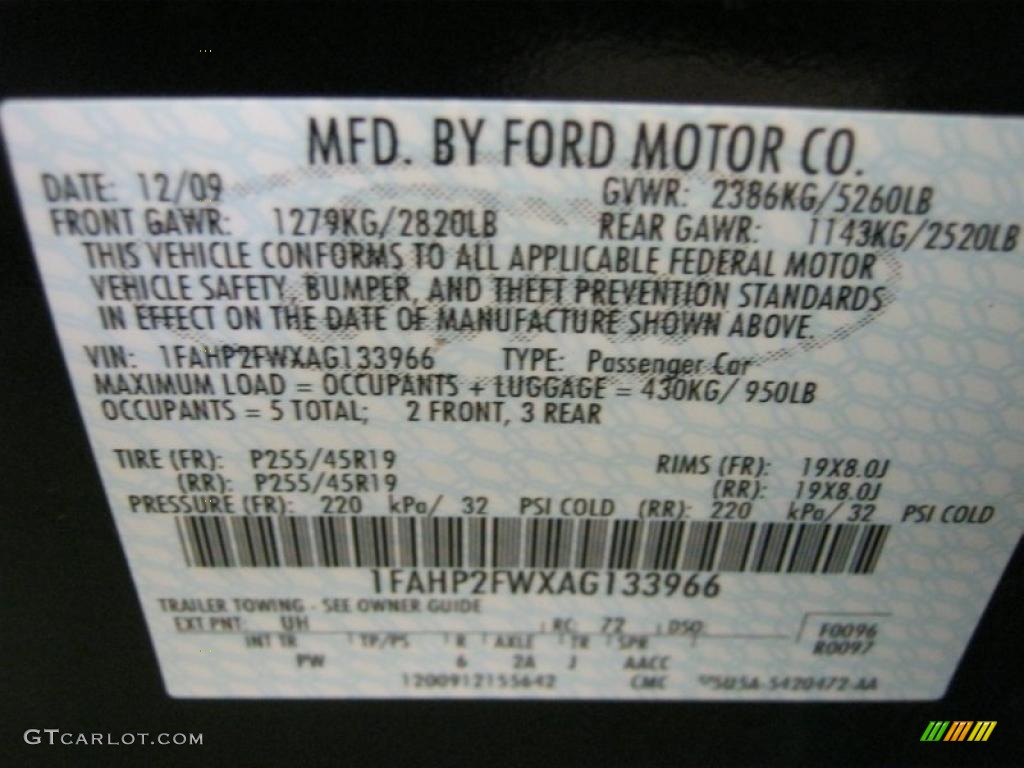 MFD. BY FORD MOTOR CO.
DATE: 12/09 GVWR: 2386KG/5260LB
FRONT GAWR: 1279KG/2820LB REAR GAWR: 1143KG/2520LB
THIS VEHICLE CONFORMS TO ALL APPLICABLE FEDERAL MOTOR
VEHICLE SAFETY, BUMPER, AND THEFT PREVENTION STANDARDS
IN EFFECT ON THE DATE OF MANUFACTURE SHOWN ABOVE.
VIN: 1FAHP2FWXAG133966 TYPE: Passenger Car
MAXIMUM LOAD = OCCUPANTS + LUGGAGE = 430KG/ 950LB
OCCUPANTS = 5 TOTAL; 2 FRONT, 3 REAR
TIRE (FR): P255/45R19 RIMS (FR): 19X8.0J
(RR): P255/45R19 (RR): 19X8.0J
PRESSURE (FR): 220 kPa/ 32 PSI COLD (RR): 220 kPa/ 32 PSI COLD
1FAHP2FWXAG133966
TRAILER TOWING - SEE OWNER GUIDE
EXT PNT: UH RC: 72 DSO: F0096
INT TR TP/PS R AXLE TR SPR R0097
PW 6 2A J AACC
1200912155642 CMC 5U5A-5420472-AA
GTCARLOT.COM